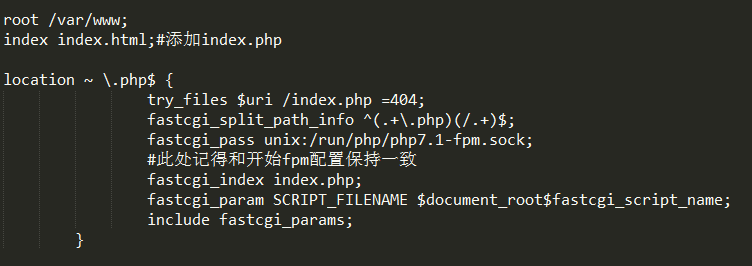 root /var/www;
index index.html;#添加index.php
location ~ \.php$ {
try_files $uri /index.php =404;
fastcgi_split_path_info ^(.+\.php)(/.+)$;
fastcgi_pass unix:/run/php/php7.1-fpm.sock;
#此处记得和开始fpm配置保持一致
fastcgi_index index.php;
fastcgi_param SCRIPT_FILENAME $document_root$fastcgi_script_name;
include fastcgi_params;
}